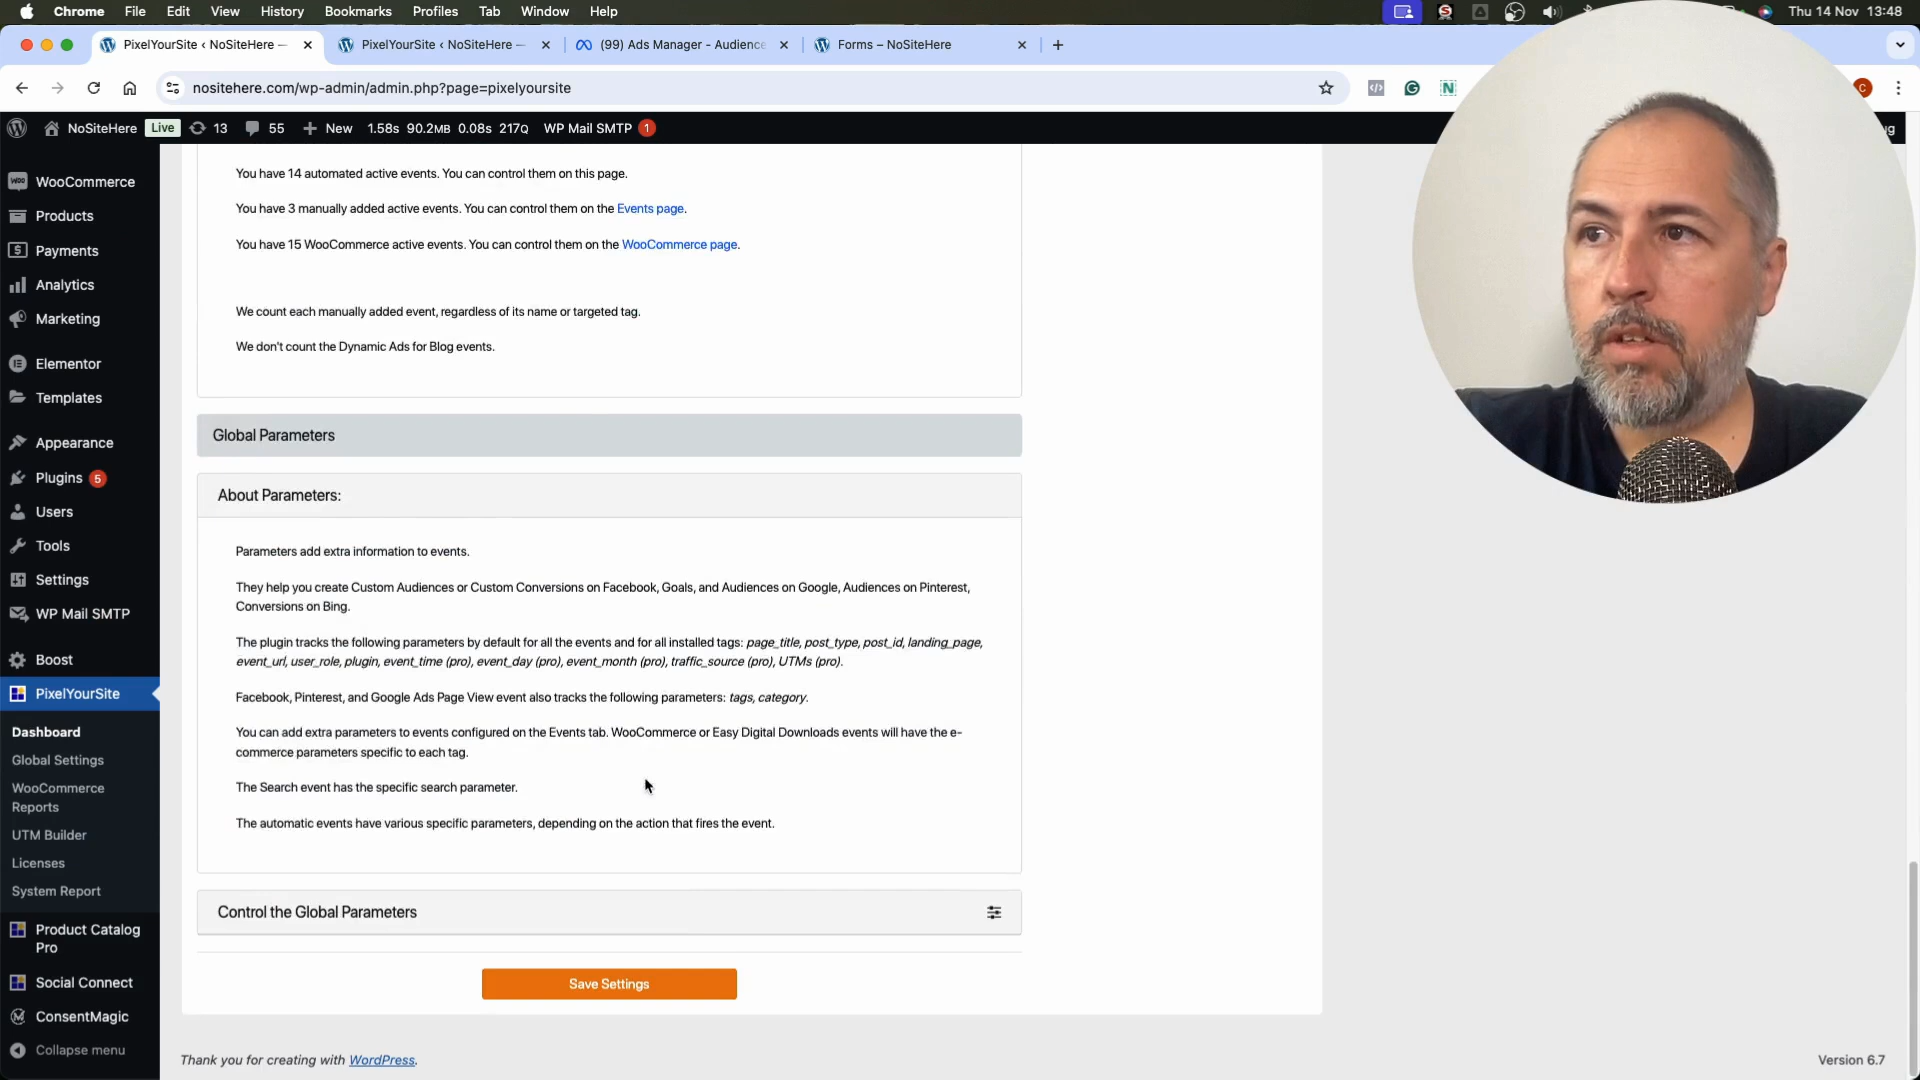 Chrome File Edit View History Bookmarks Profiles Tab Window Help
Thu 14 Nov 13:48
PixelYourSite ‹ NoSiteHere —
PixelYourSite ‹ NoSiteHere —
(99) Ads Manager - Audience
Forms – NoSiteHere
nositehere.com/wp-admin/admin.php?page=pixelyoursite
NoSiteHere Live 13 55 New 1.58s 90.2MB 0.08s 217Q WP Mail SMTP 1
WooCommerce
Products
Payments
Analytics
Marketing
Elementor
Templates
Appearance
Plugins 5
Users
Tools
Settings
WP Mail SMTP
Boost
PixelYourSite
Dashboard
Global Settings
WooCommerce
Reports
UTM Builder
Licenses
System Report
Product Catalog
Pro
Social Connect
ConsentMagic
Collapse menu
You have 14 automated active events. You can control them on this page.
You have 3 manually added active events. You can control them on the Events page.
You have 15 WooCommerce active events. You can control them on the WooCommerce page.
We count each manually added event, regardless of its name or targeted tag.
We don't count the Dynamic Ads for Blog events.
Global Parameters
About Parameters:
Parameters add extra information to events.
They help you create Custom Audiences or Custom Conversions on Facebook, Goals, and Audiences on Google, Audiences on Pinterest,
Conversions on Bing.
The plugin tracks the following parameters by default for all the events and for all installed tags: page_title, post_type, post_id, landing_page,
event_url, user_role, plugin, event_time (pro), event_day (pro), event_month (pro), traffic_source (pro), UTMs (pro).
Facebook, Pinterest, and Google Ads Page View event also tracks the following parameters: tags, category.
You can add extra parameters to events configured on the Events tab. WooCommerce or Easy Digital Downloads events will have the e-
commerce parameters specific to each tag.
The Search event has the specific search parameter.
The automatic events have various specific parameters, depending on the action that fires the event.
Control the Global Parameters
Save Settings
Thank you for creating with WordPress.
Version 6.7